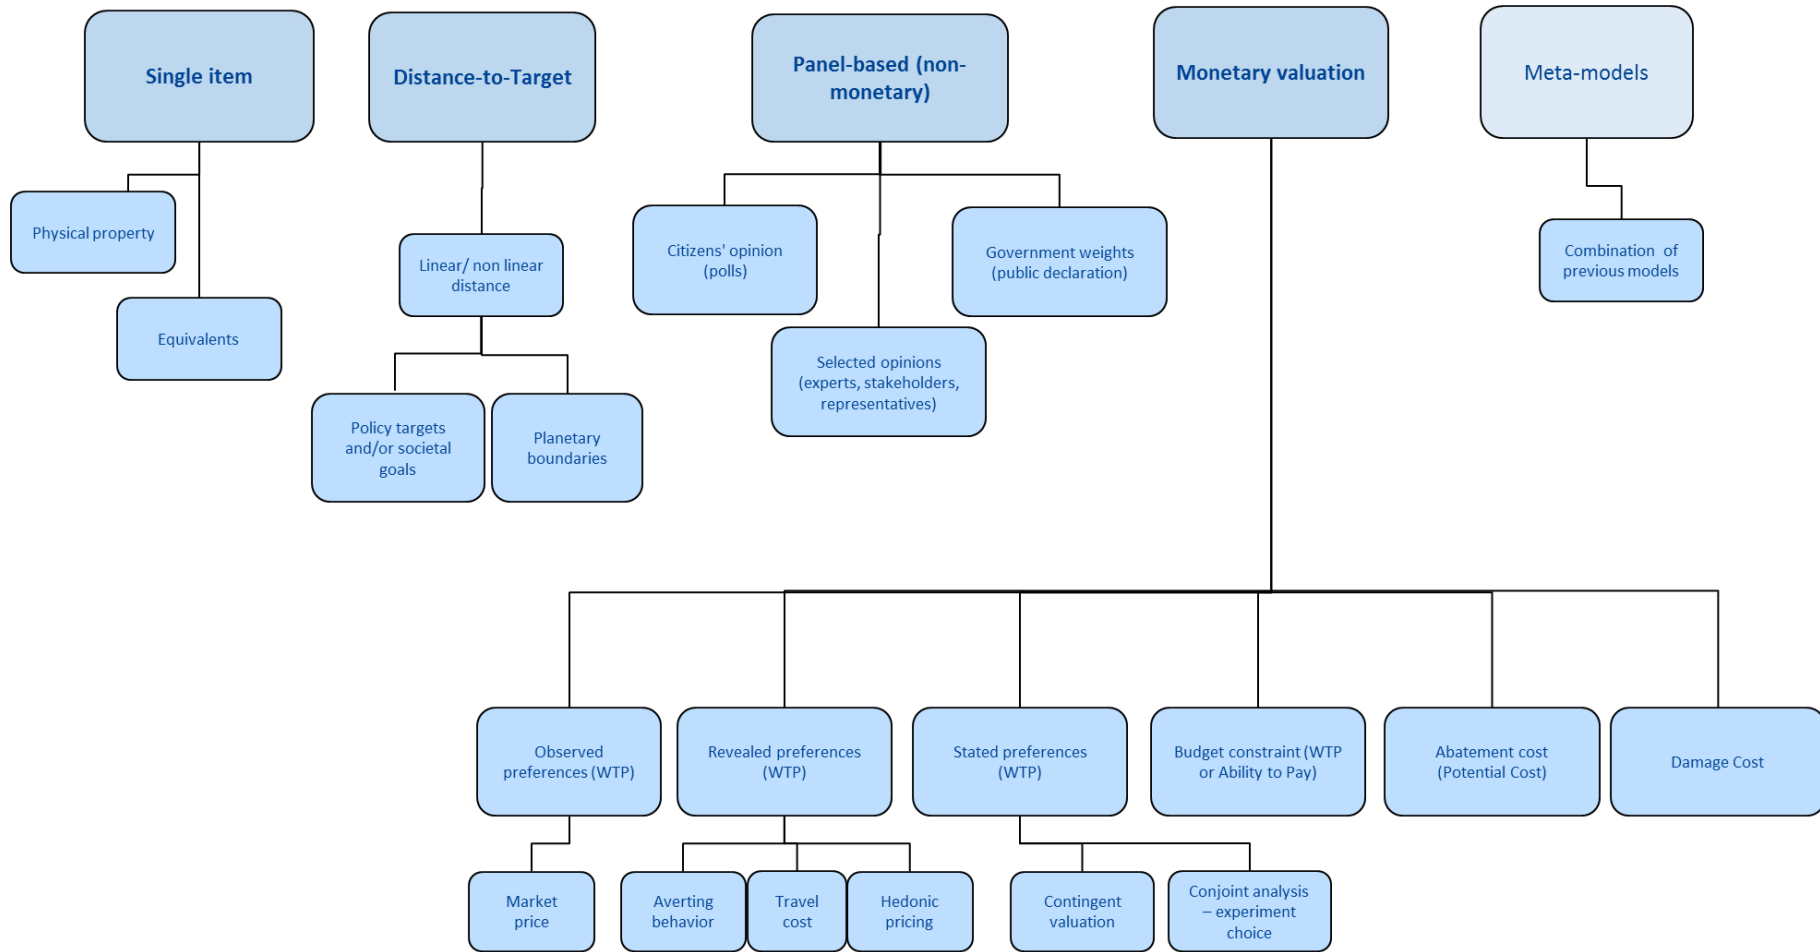 Single item
Distance-to-Target
Panel-based (non-
monetary)
Monetary valuation
Meta-models
Physical property
Equivalents
Linear/ non linear
distance
Policy targets
and/or societal
goals
Planetary
boundaries
Citizens' opinion
(polls)
Selected opinions
(experts, stakeholders,
representatives)
Government weights
(public declaration)
Combination of
previous models
Observed
preferences (WTP)
Revealed preferences
(WTP)
Stated preferences
(WTP)
Budget constraint (WTP
or Ability to Pay)
Abatement cost
(Potential Cost)
Damage Cost
Market
price
Averting
behavior
Travel
cost
Hedonic
pricing
Contingent
valuation
Conjoint analysis
– experiment
choice